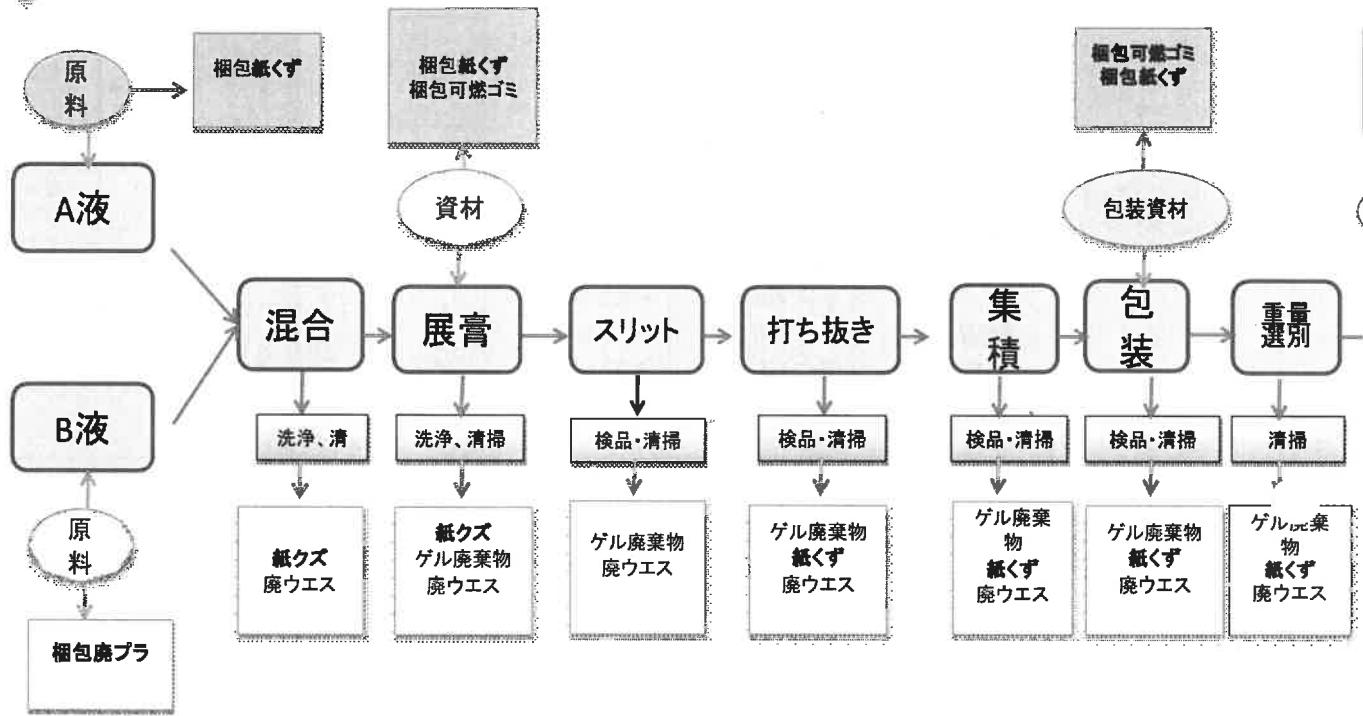 原
料
梱包紙くず
梱包紙くず
梱包可燃ゴミ
梱包可燃ゴミ
梱包紙くず
A液
資材
包装資材
混合
展膏
スリット
打ち抜き
集
積
包
装
重量
選別
B液
洗浄、清
洗浄、清掃
検品・清掃
検品・清掃
検品・清掃
検品・清掃
清掃
原
料
紙クズ
廃ウエス
紙クズ
ゲル廃棄物
廃ウエス
ゲル廃棄物
廃ウエス
ゲル廃棄物
紙くず
廃ウエス
ゲル廃棄
物
紙くず
廃ウエス
ゲル廃棄物
紙くず
廃ウエス
ゲル廃棄
物
紙くず
廃ウエス
梱包廃プラ